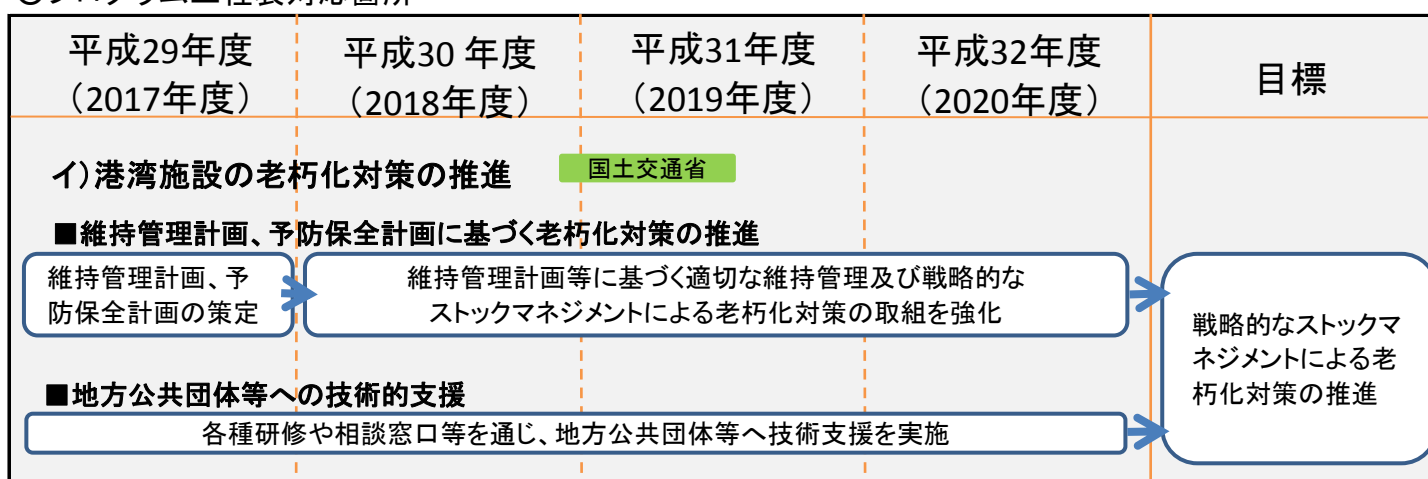 平成29年度
（2017年度）
平成30 年度
（2018年度）
平成31年度
（2019年度）
平成32年度
（2020年度）
目標
イ）港湾施設の老朽化対策の推進
国土交通省
■維持管理計画、予防保全計画に基づく老朽化対策の推進
維持管理計画、予
防保全計画の策定
維持管理計画等に基づく適切な維持管理及び戦略的な
ストックマネジメントによる老朽化対策の取組を強化
戦略的なストックマ
ネジメントによる老
朽化対策の推進
■地方公共団体等への技術的支援
各種研修や相談窓口等を通じ、地方公共団体等へ技術支援を実施